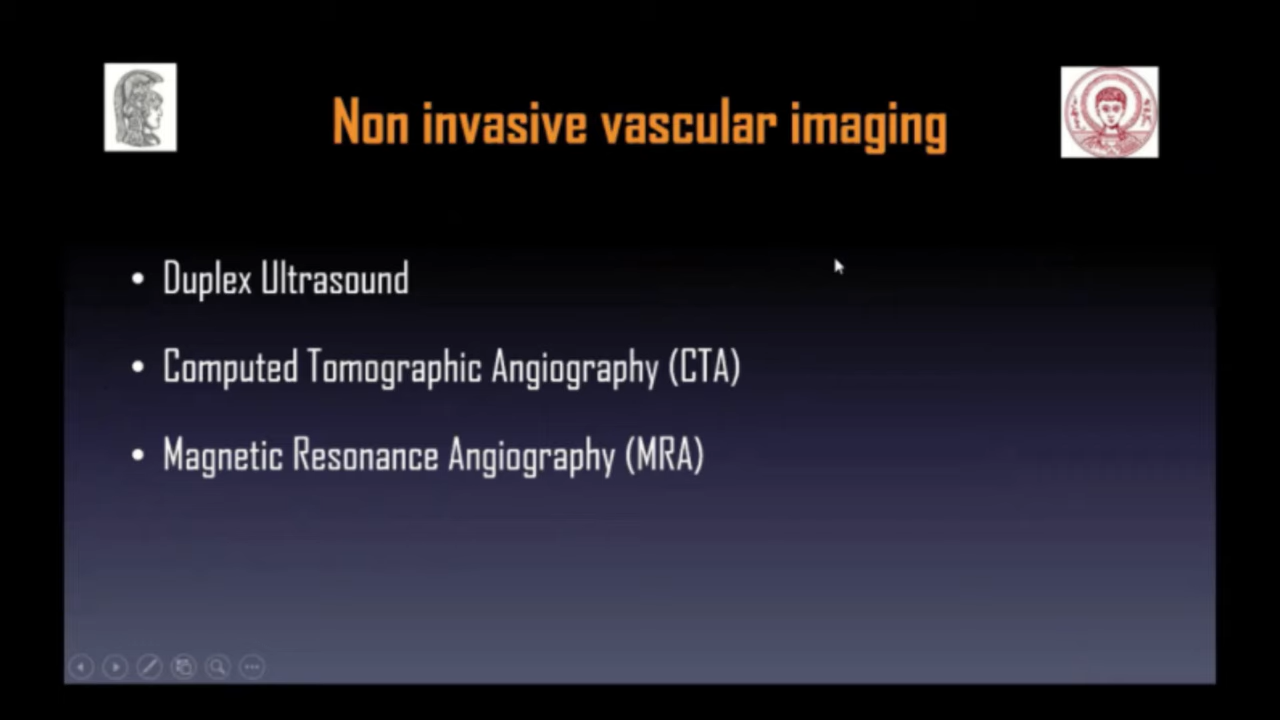 Non invasive vascular imaging
• Duplex Ultrasound
• Computed Tomographic Angiography (CTA)
• Magnetic Resonance Angiography (MRA)